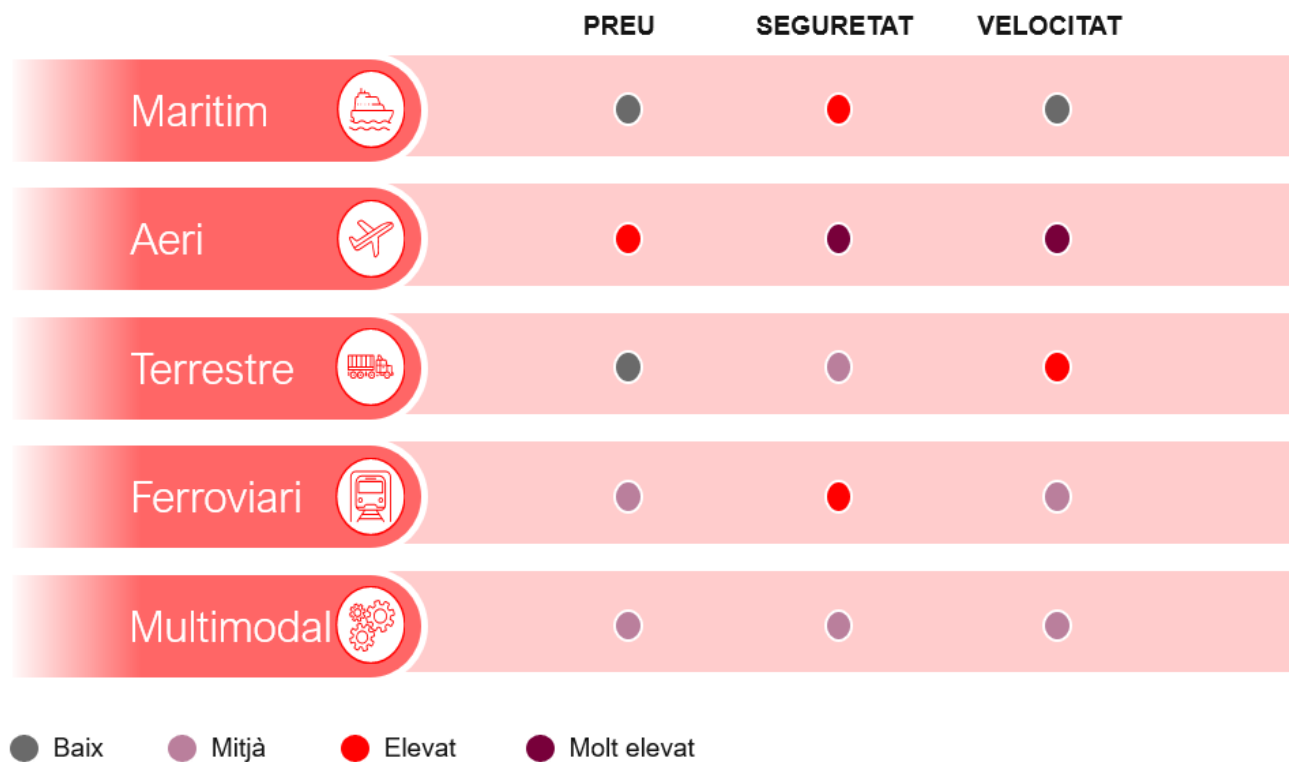 PREU SEGURETAT VELOCITAT
Maritim
Aeri
Terrestre
Ferroviari
Multimodal
Baix Mitjà Elevat Molt elevat